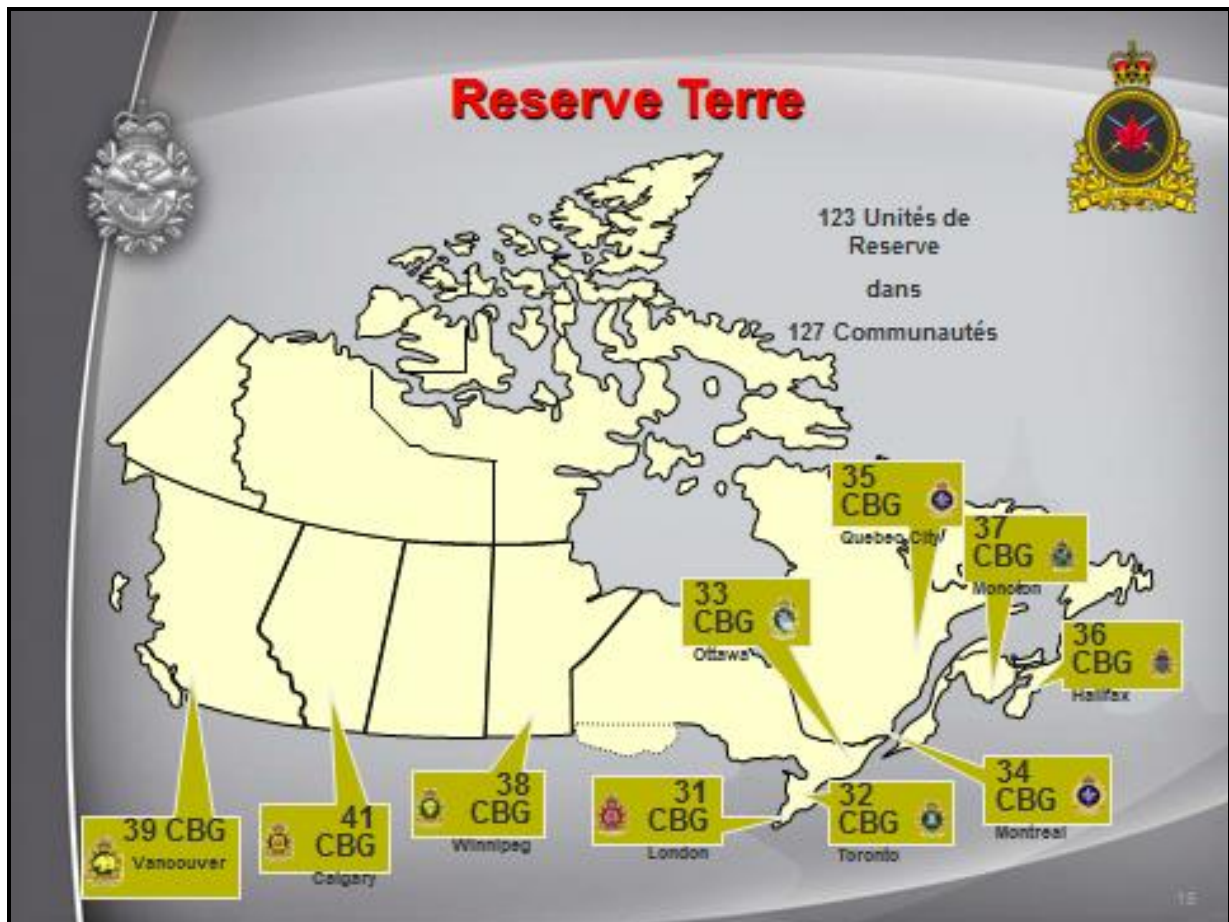 Reserve Terre
123 Unités de
Reserve
dans
127 Communautés
35
CBG
Quebec City
37
CBG
Moncton
33
CBG
Ottawa
36
CBG
Halifax
39 CBG
Vancouver
41
CBG
Calgary
38
CBG
Winnipeg
31
CBG
London
32
CBG
Toronto
34
CBG
Montreal